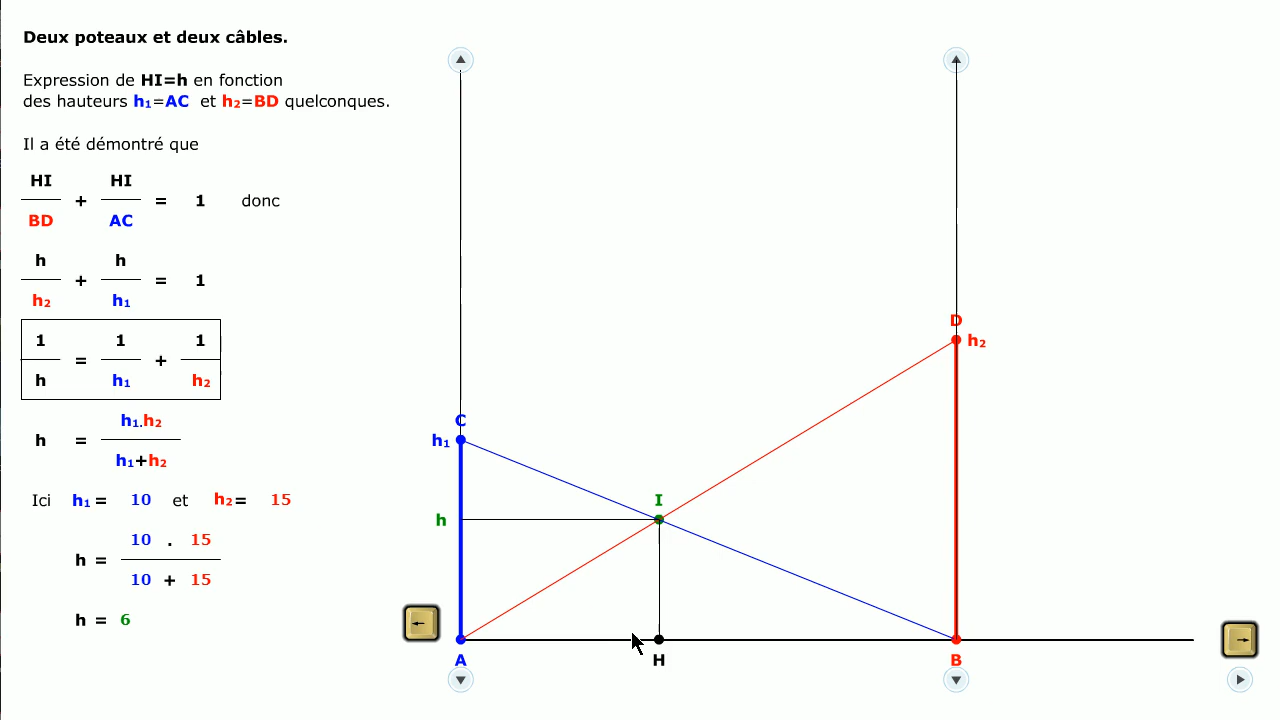 Deux poteaux et deux câbles.
Expression de HI=h en fonction
des hauteurs h₁=AC et h₂=BD quelconques.
Il a été démontré que
HI HI
+ = 1 donc
BD AC
h h
+ = 1
h₂ h₁
1 1 1
= +
h h₁ h₂
h₁.h₂
h =
h₁+h₂
Ici h₁ = 10 et h₂ = 15
10 . 15
h =
10 + 15
h = 6
D
h₂
C
h₁
I
h
A H B